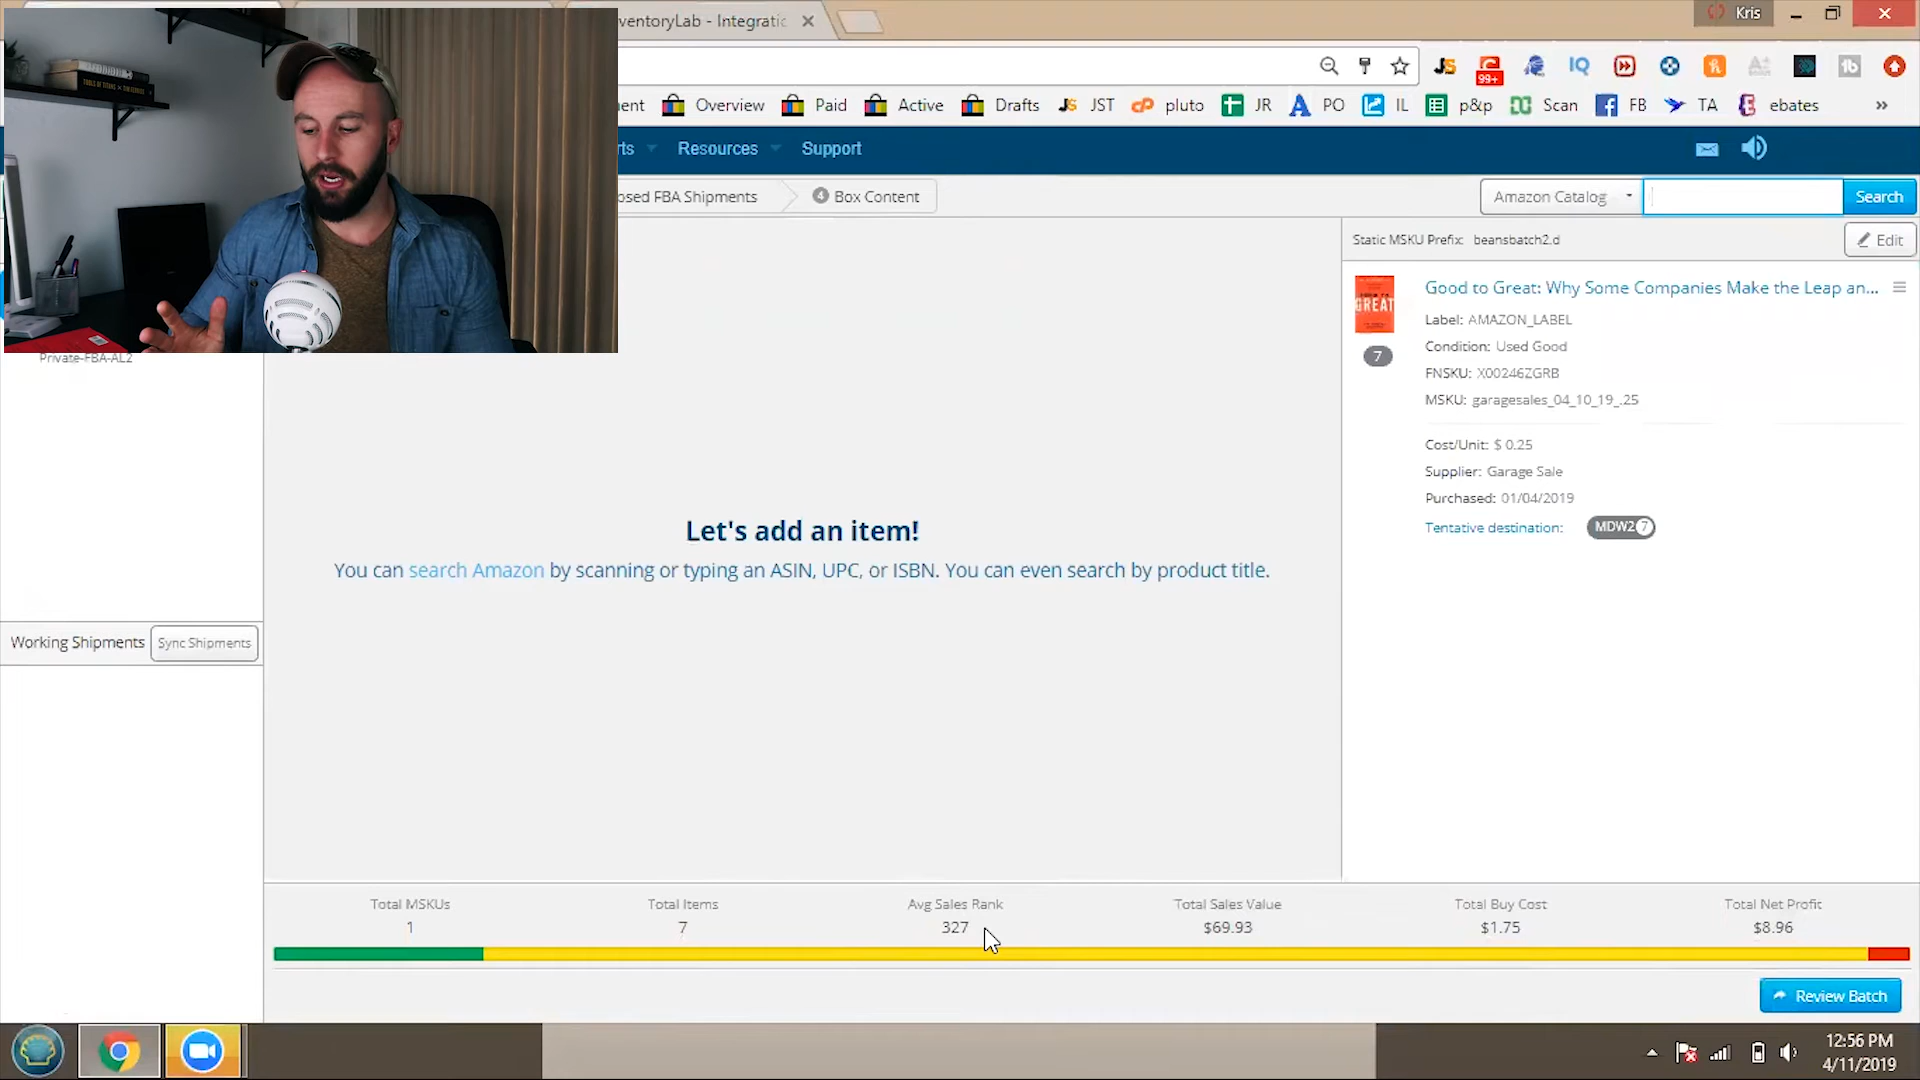 ventoryLab - Integratic
Kris
99+
ent Overview Paid Active Drafts JST pluto JR PO IL p&p Scan FB TA ebates »
rts Resources Support
osed FBA Shipments 4 Box Content Amazon Catalog Search
Static MSKU Prefix: beansbatch2.d Edit
Good to Great: Why Some Companies Make the Leap an...
GREAT
7
Label: AMAZON_LABEL
Condition: Used Good
FNSKU: X00246ZGRB
MSKU: garagesales_04_10_19_.25
Private-FBA-AL2
Cost/Unit: $ 0.25
Supplier: Garage Sale
Purchased: 01/04/2019
Tentative destination: MDW2 7
Let's add an item!
You can search Amazon by scanning or typing an ASIN, UPC, or ISBN. You can even search by product title.
Working Shipments Sync Shipments
Total MSKUs Total Items Avg Sales Rank Total Sales Value Total Buy Cost Total Net Profit
1 7 327 $69.93 $1.75 $8.96
Review Batch
12:56 PM
4/11/2019